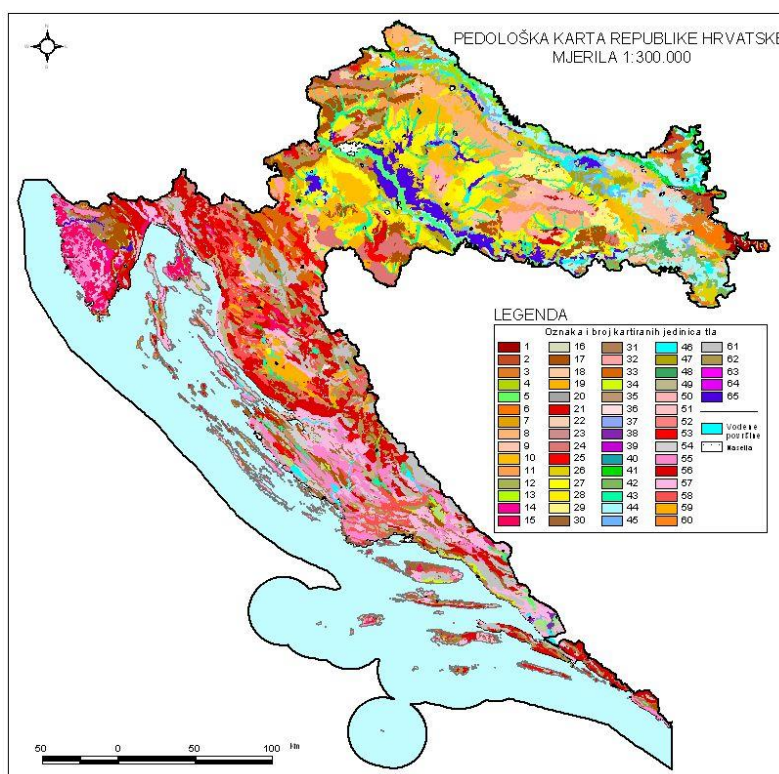 PEDOLOŠKA KARTA REPUBLIKE HRVATSKE
MJERILA 1:300.000
LEGENDA
Oznaka i broj kartiranih jedinica tla
1 16 31 46 61
2 17 32 47 62
3 18 33 48 63
4 19 34 49 64
5 20 35 50 65
6 21 36 51
7 22 37 52
8 23 38 53
9 24 39 54
10 25 40 55
11 26 41 56
12 27 42 57
13 28 43 58
14 29 44 59
15 30 45 60
Vodene
površine
Naselja
50 0 50 100 Km